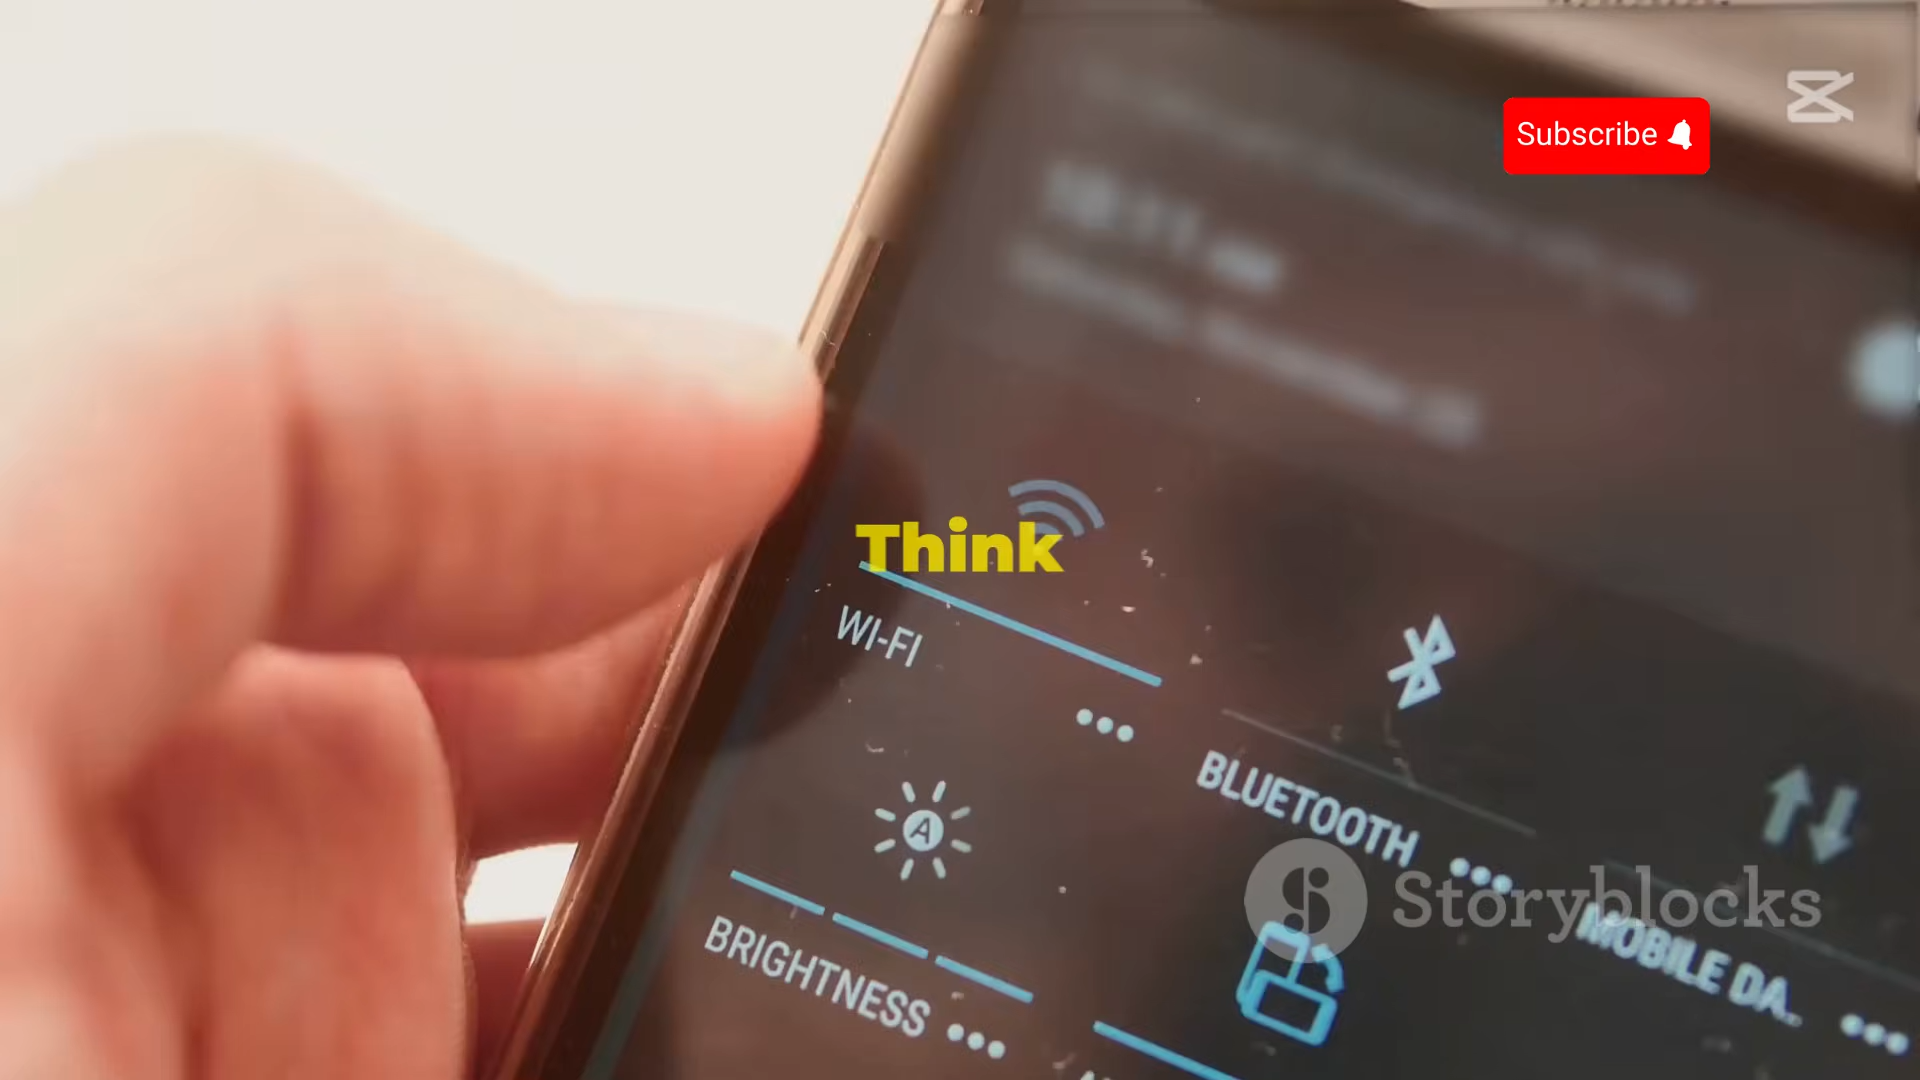 Subscribe
Think
WI-FI
BLUETOOTH
Storyblocks
MOBILE DA..
BRIGHTNESS